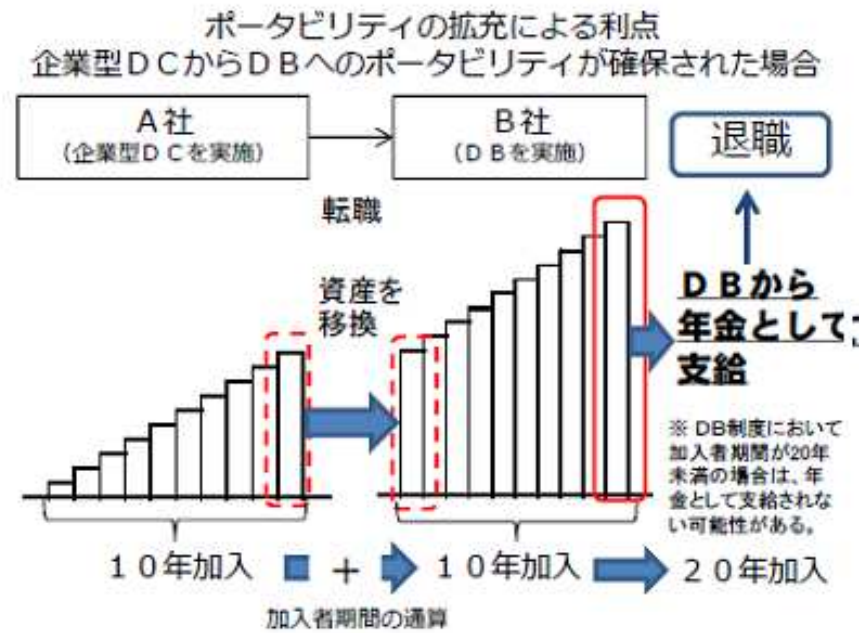 ポータビリティの拡充による利点
企業型DCからDBへのポータビリティが確保された場合
A社
(企業型DCを実施)
B社
(DBを実施)
退職
転職
資産を
移換
DBから
年金として
支給
※ DB制度において
加入者期間が20年
未満の場合は、年
金として支給されな
い可能性がある。
10年加入 + 10年加入 20年加入
加入者期間の通算